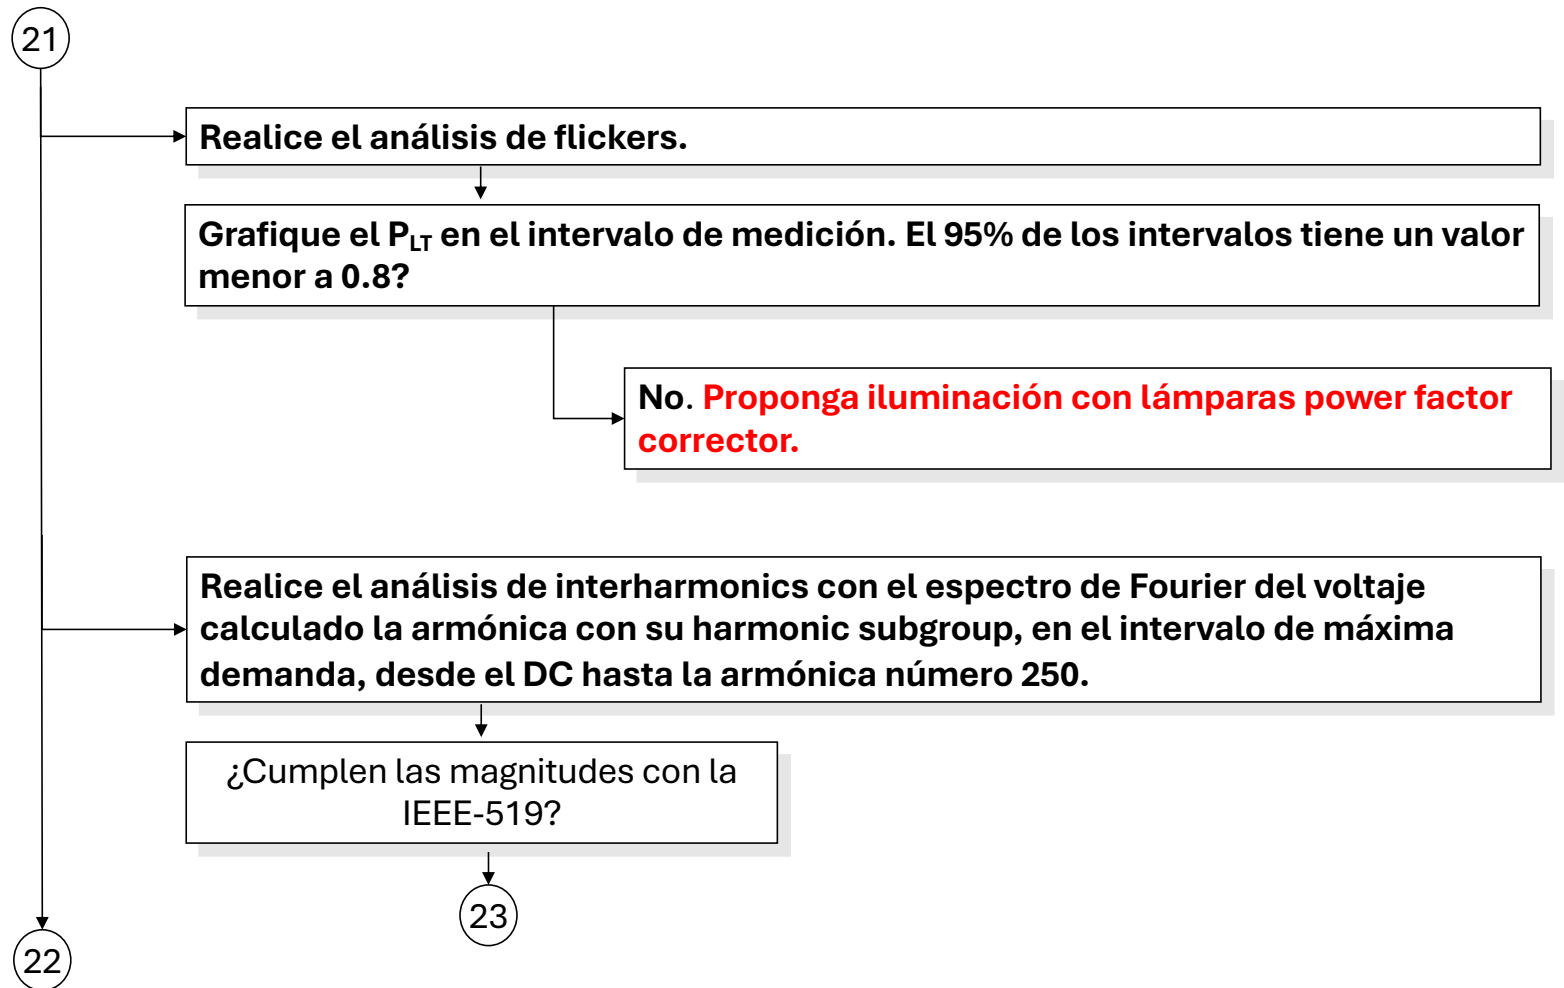 21
Realice el análisis de flickers.
Grafique el PLT en el intervalo de medición. El 95% de los intervalos tiene un valor
menor a 0.8?
No. Proponga iluminación con lámparas power factor
corrector.
Realice el análisis de interharmonics con el espectro de Fourier del voltaje
calculado la armónica con su harmonic subgroup, en el intervalo de máxima
demanda, desde el DC hasta la armónica número 250.
¿Cumplen las magnitudes con la
IEEE-519?
23
22